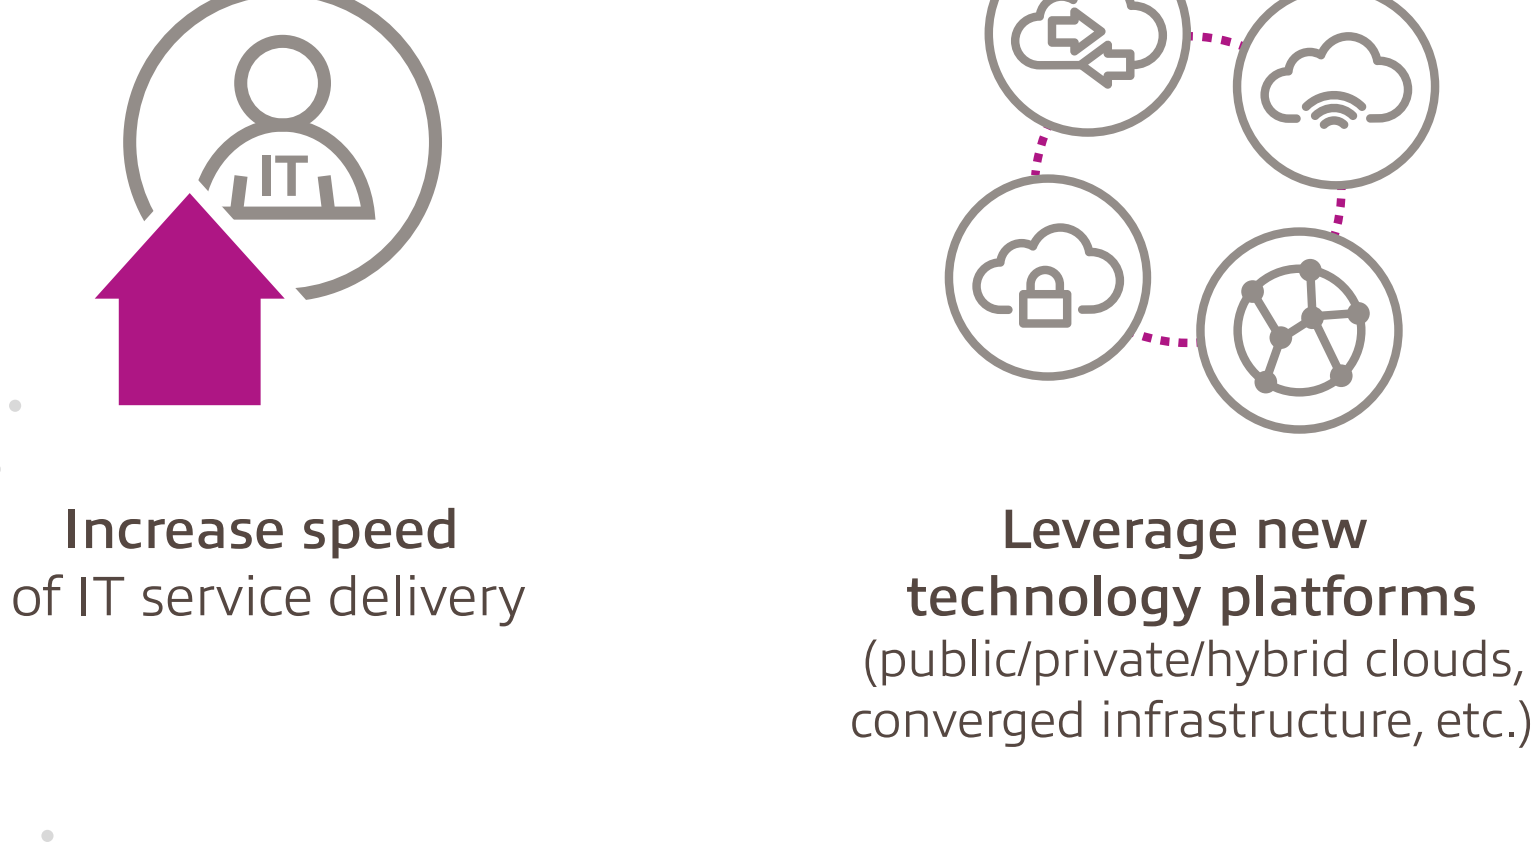 IT
Increase speed
of IT service delivery
Leverage new
technology platforms
(public/private/hybrid clouds,
converged infrastructure, etc.)